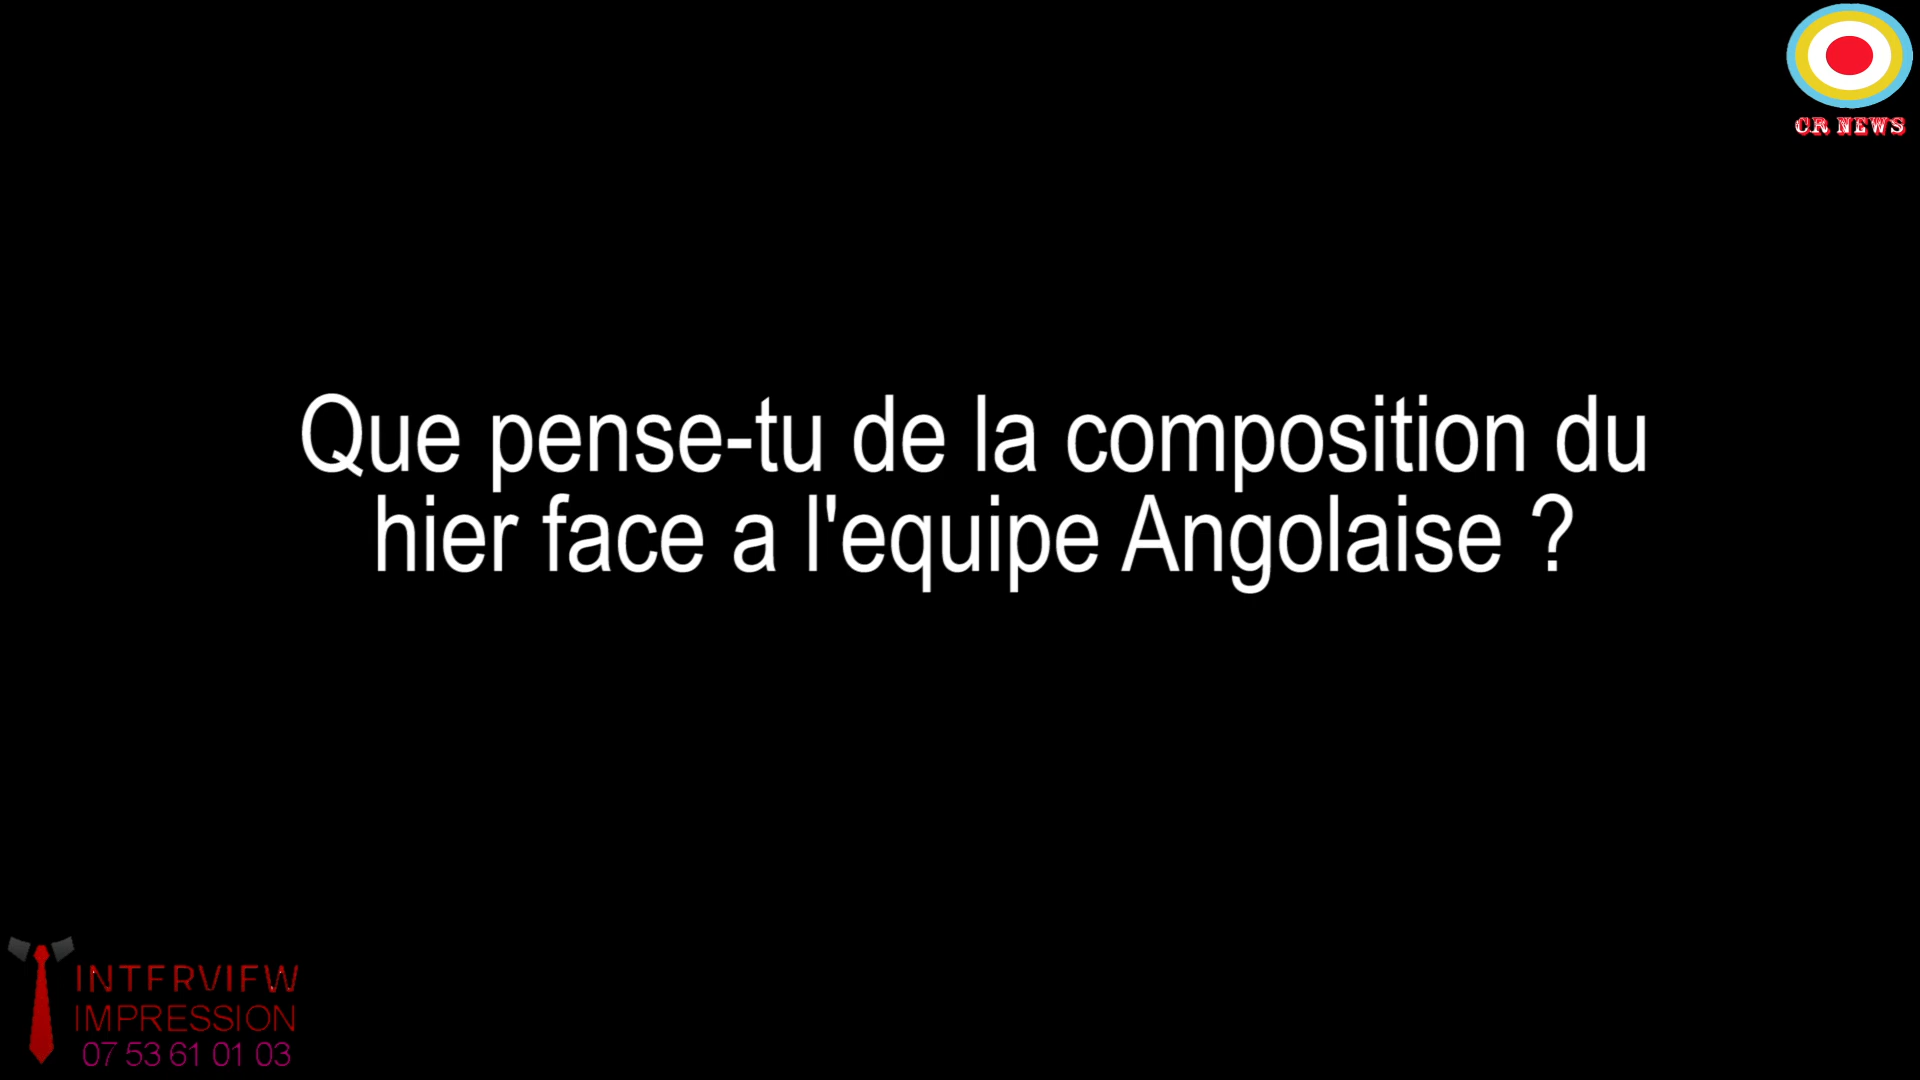 CR NEWS
Que pense-tu de la composition du
hier face a l'equipe Angolaise ?
INTERVIEW
IMPRESSION
07 53 61 01 03